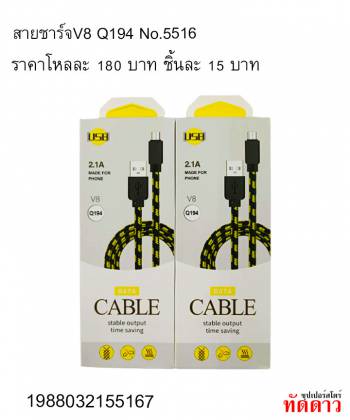 สายชาร์จV8 Q194 No.5516
ราคาโหลละ 180 บาท ชิ้นละ 15 บาท
USB USB
2.1A 2.1A
MADE FOR PHONE MADE FOR PHONE
V8 V8
Q194 Q194
DATA DATA
CABLE CABLE
stable output stable output
time saving time saving
1988032155167
ซุปเปอร์สโตร์
ทัดดาว